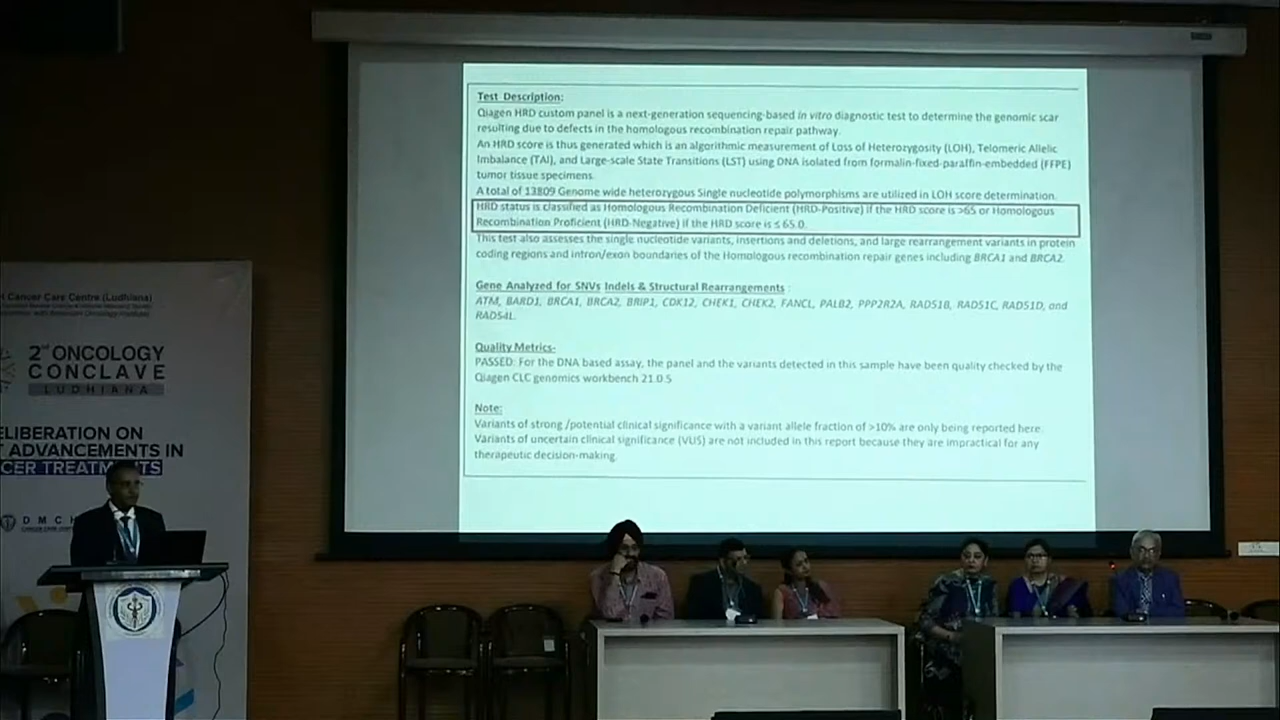 Test Description:
Qiagen HRD custom panel is a next-generation sequencing-based in vitro diagnostic test to determine the genomic scar
resulting due to defects in the homologous recombination repair pathway.
An HRD score is thus generated which is an algorithmic measurement of Loss of Heterozygosity (LOH), Telomeric Allelic
Imbalance (TAI), and Large-scale State Transitions (LST) using DNA isolated from formalin-fixed-paraffin-embedded (FFPE)
tumor tissue specimens.
A total of 13809 Genome wide heterozygous Single nucleotide polymorphisms are utilized in LOH score determination.
HRD status is classified as Homologous Recombination Deficient (HRD-Positive) if the HRD score is >65 or Homologous
Recombination Proficient (HRD-Negative) if the HRD score is ≤ 65.0.
This test also assesses the single nucleotide variants, insertions and deletions, and large rearrangement variants in protein
coding regions and intron/exon boundaries of the Homologous recombination repair genes including BRCA1 and BRCA2.
Gene Analyzed for SNVs Indels & Structural Rearrangements :
ATM, BARD1, BRCA1, BRCA2, BRIP1, CDK12, CHEK1, CHEK2, FANCL, PALB2, PPP2R2A, RAD51B, RAD51C, RAD51D, and
RAD54L.
Quality Metrics-
PASSED: For the DNA based assay, the panel and the variants detected in this sample have been quality checked by the
Qiagen CLC genomics workbench 21.0.5
Note:
Variants of strong /potential clinical significance with a variant allele fraction of >10% are only being reported here.
Variants of uncertain clinical significance (VUS) are not included in this report because they are impractical for any
therapeutic decision-making.
Cancer Care Centre (Ludhiana)
2nd ONCOLOGY
CONCLAVE
LUDHIANA
ELIBERATION ON
ADVANCEMENTS IN
CER TREATMENTS
DMCH